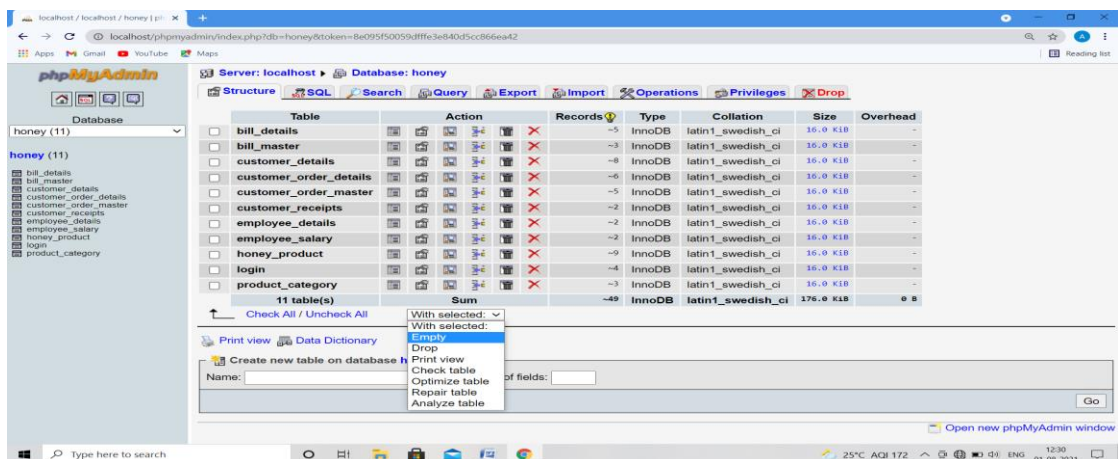 localhost / localhost / honey | ph
localhost/phpmyadmin/index.php?db=honey&token=8e095f50059dfffe3e840d5cc866ea42
A
Apps Gmail YouTube Maps Reading list
phpMyAdmin
Database
honey (11)
honey (11)
bill_details
bill_master
customer_details
customer_order_details
customer_order_master
customer_receipts
employee_details
employee_salary
honey_product
login
product_category
Server: localhost Database: honey
Structure SQL Search Query Export Import Operations Privileges Drop
Table Action Records Type Collation Size Overhead
bill_details ~5 InnoDB latin1_swedish_ci 16.0 KiB -
bill_master ~3 InnoDB latin1_swedish_ci 16.0 KiB -
customer_details ~8 InnoDB latin1_swedish_ci 16.0 KiB -
customer_order_details ~6 InnoDB latin1_swedish_ci 16.0 KiB -
customer_order_master ~5 InnoDB latin1_swedish_ci 16.0 KiB -
customer_receipts ~2 InnoDB latin1_swedish_ci 16.0 KiB -
employee_details ~2 InnoDB latin1_swedish_ci 16.0 KiB -
employee_salary ~2 InnoDB latin1_swedish_ci 16.0 KiB -
honey_product ~9 InnoDB latin1_swedish_ci 16.0 KiB -
login ~4 InnoDB latin1_swedish_ci 16.0 KiB -
product_category ~3 InnoDB latin1_swedish_ci 16.0 KiB -
11 table(s) Sum ~49 InnoDB latin1_swedish_ci 176.0 KiB 0 B
Check All / Uncheck All With selected:
With selected:
Empty
Drop
Print view
Check table
Optimize table
Repair table
Analyze table
Print view Data Dictionary
Create new table on database h
Name: of fields:
Go
Open new phpMyAdmin window
Type here to search 25°C AQI 172 ENG 12:30